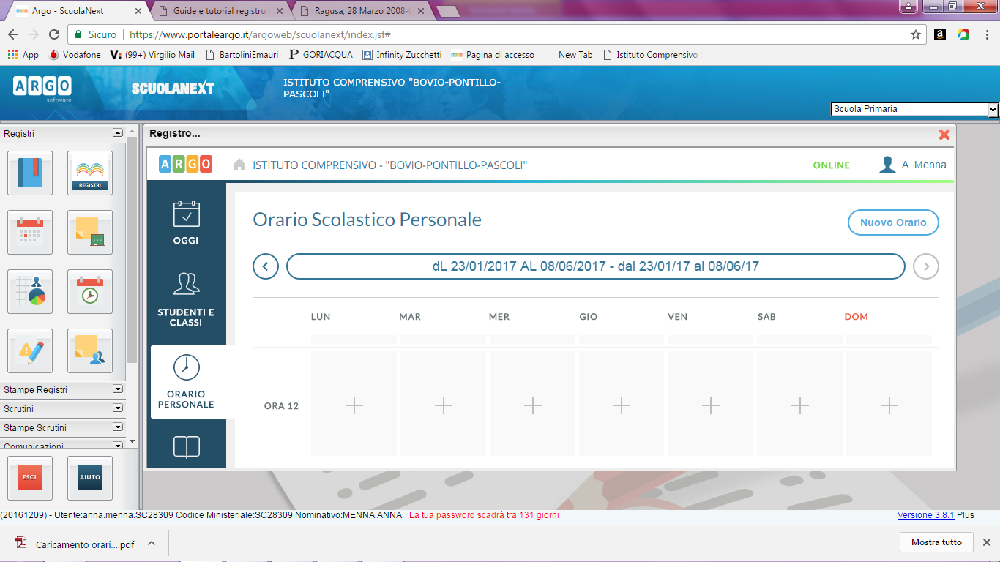 Argo - ScuolaNext
Guide e tutorial registro e
Ragusa, 28 Marzo 2008-
Sicuro
https://www.portaleargo.it/argoweb/scuolanext/index.jsf#
App
Vodafone
(99+) Virgilio Mail
BartoliniEmauri
GORIACQUA
Infinity Zucchetti
Pagina di accesso
New Tab
Istituto Comprensivo
ARGO
software
SCUOLANEXT
ISTITUTO COMPRENSIVO "BOVIO-PONTILLO-
PASCOLI"
Scuola Primaria
Registri
Registro...
REGISTRI
ARGO
ISTITUTO COMPRENSIVO - "BOVIO-PONTILLO-PASCOLI"
ONLINE
A. Menna
OGGI
STUDENTI E
CLASSI
ORARIO
PERSONALE
Orario Scolastico Personale
Nuovo Orario
dL 23/01/2017 AL 08/06/2017 - dal 23/01/17 al 08/06/17
LUN MAR MER GIO VEN SAB DOM
ORA 12
Stampe Registri
Scrutini
Stampe Scrutini
Comunicazioni
ESCI
AIUTO
(20161209) - Utente:anna.menna.SC28309 Codice Ministeriale:SC28309 Nominativo:MENNA ANNA La tua password scadrà tra 131 giorni
Versione 3.8.1 Plus
Caricamento orari....pdf
Mostra tutto